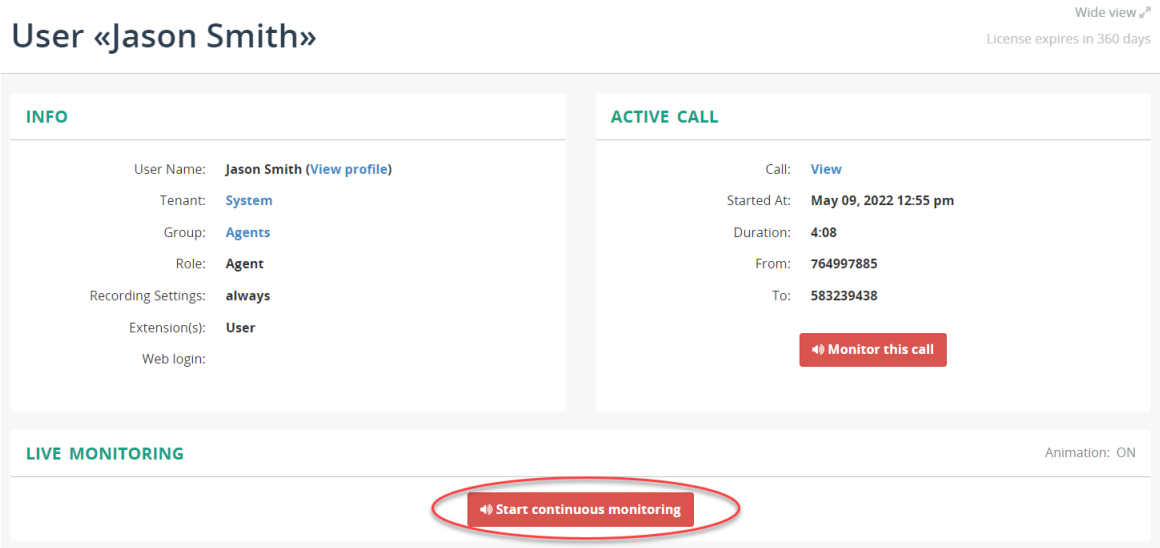 Wide view
User «Jason Smith»
License expires in 360 days
INFO
User Name: Jason Smith (View profile)
Tenant: System
Group: Agents
Role: Agent
Recording Settings: always
Extension(s): User
Web login:
ACTIVE CALL
Call: View
Started At: May 09, 2022 12:55 pm
Duration: 4:08
From: 764997885
To: 583239438
Monitor this call
LIVE MONITORING
Animation: ON
Start continuous monitoring